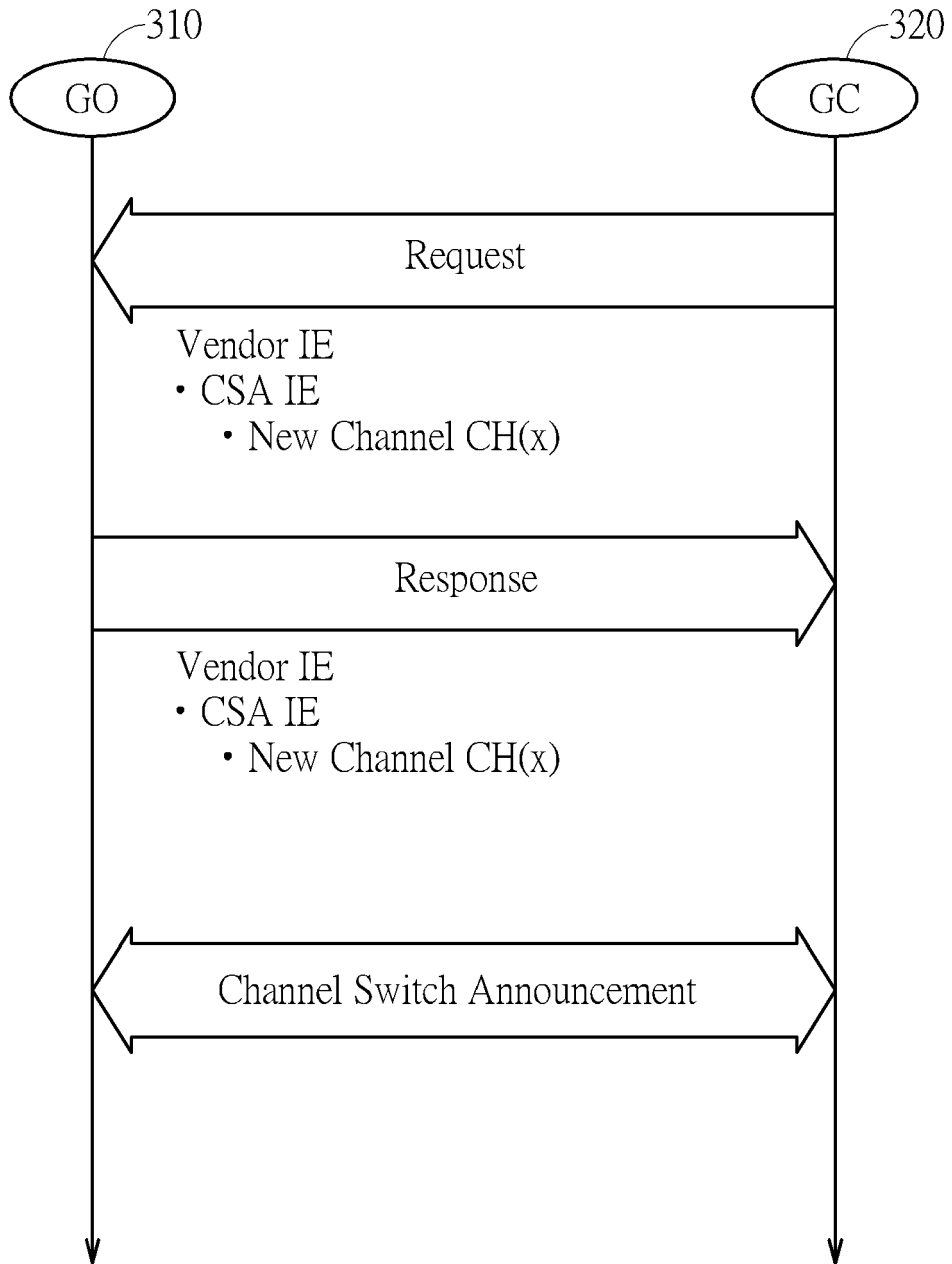 310
320
GO
GC
Request
Vendor IE
• CSA IE
• New Channel CH(x)
Response
Vendor IE
• CSA IE
• New Channel CH(x)
Channel Switch Announcement